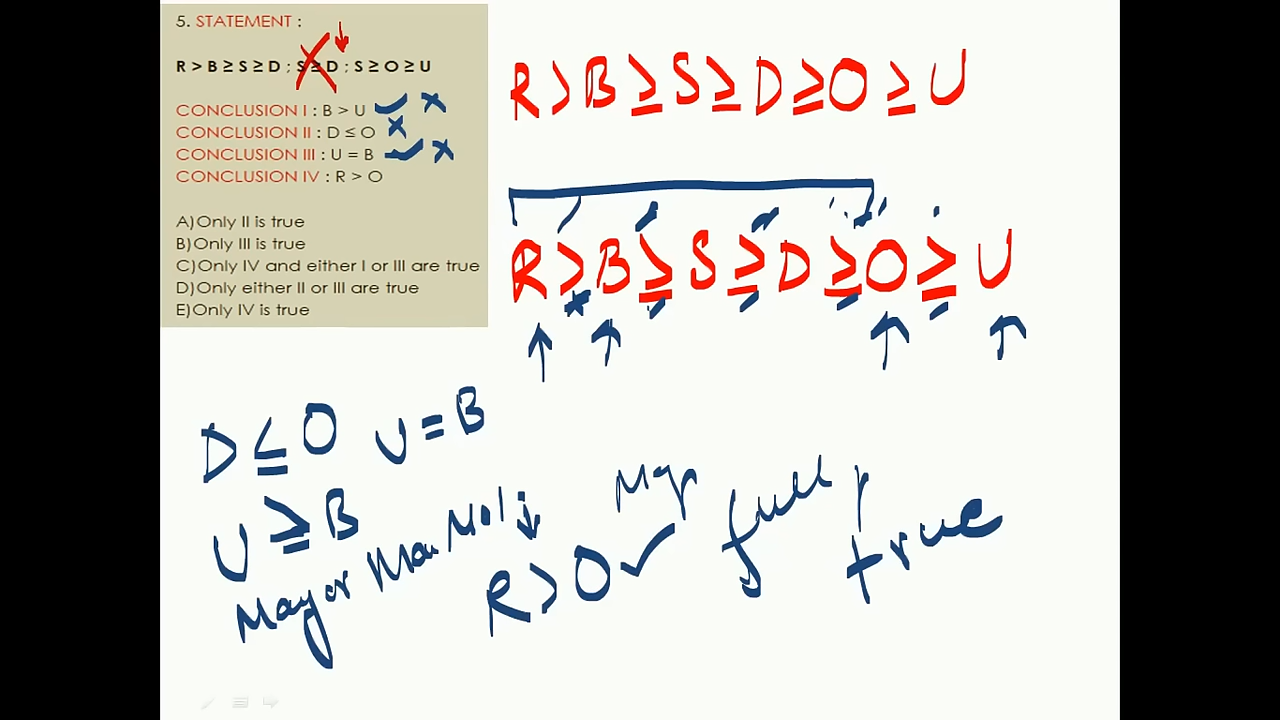 5. STATEMENT :
R > B ≥ S ≥ D ; S ≥ D ; S ≥ O ≥ U
CONCLUSION I : B > U
CONCLUSION II : D ≤ O
CONCLUSION III : U = B
CONCLUSION IV : R > O
A)Only II is true
B)Only III is true
C)Only IV and either I or III are true
D)Only either II or III are true
E)Only IV is true
R > B ≥ S ≥ D ≥ O ≥ U
R > B ≥ S ≥ D ≥ O ≥ U
D ≤ O U = B
U ≥ B
R > O
full
true